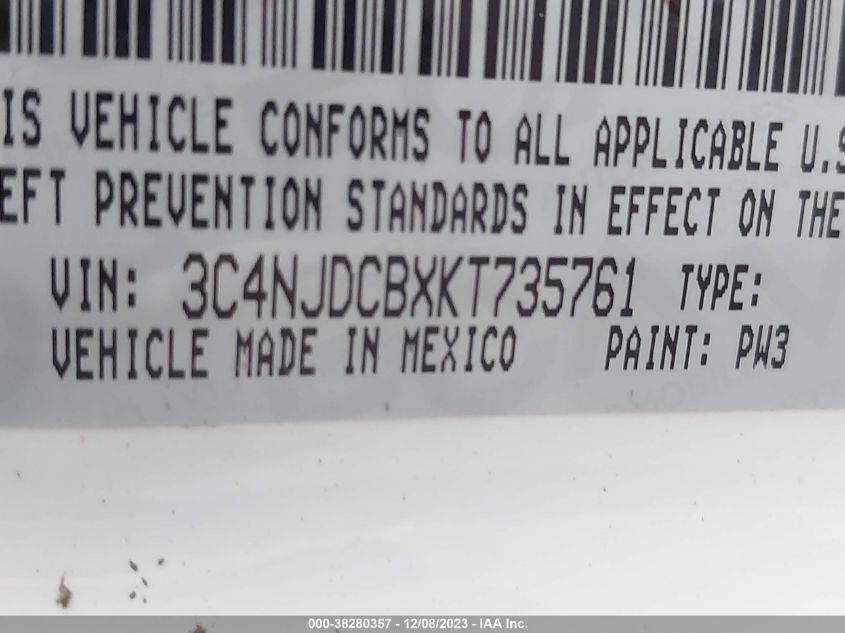 IS VEHICLE CONFORMS TO ALL APPLICABLE U.S
EFT PREVENTION STANDARDS IN EFFECT ON THE
VIN: 3C4NJDCBXKT735761 TYPE:
VEHICLE MADE IN MEXICO PAINT: PW3
000-38280357 - 12/08/2023 - IAA Inc.